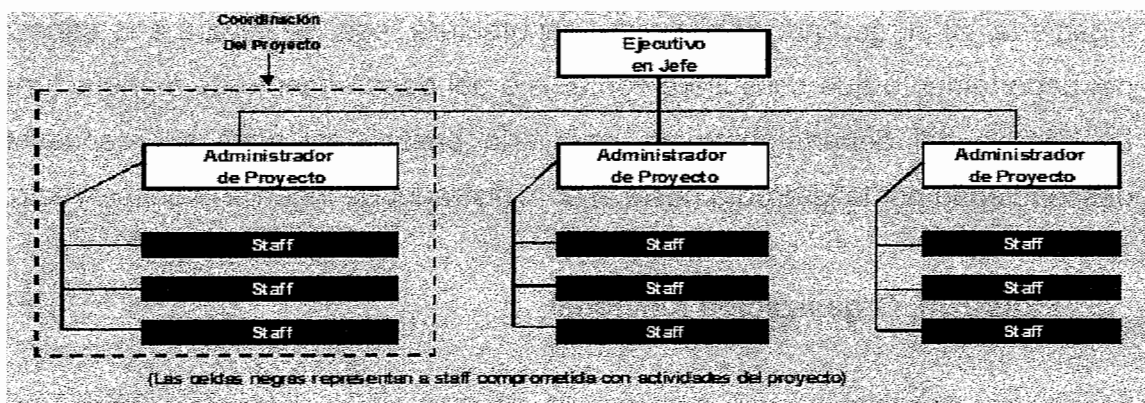 Coordinación
Del Proyecto
Ejecutivo
en Jefe
Administrador
de Proyecto
Administrador
de Proyecto
Administrador
de Proyecto
Staff
Staff
Staff
Staff
Staff
Staff
Staff
Staff
Staff
(Las celdas negras representan a staff comprometida con actividades del proyecto)